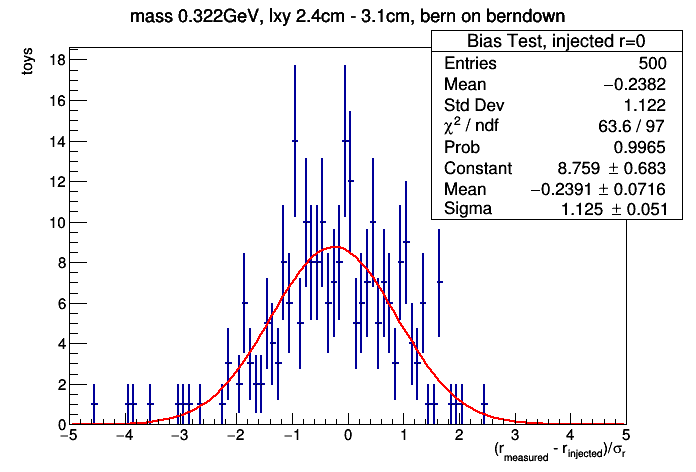 mass 0.322GeV, lxy 2.4cm - 3.1cm, bern on berndown
toys
Bias Test, injected r=0
Entries 500
Mean −0.2382
Std Dev 1.122
χ² / ndf 63.6 / 97
Prob 0.9965
Constant 8.759 ± 0.683
Mean −0.2391 ± 0.0716
Sigma 1.125 ± 0.051
18
16
14
12
10
8
6
4
2
0
−5 −4 −3 −2 −1 0 1 2 3 4 5
(r_measured - r_injected)/σ_r